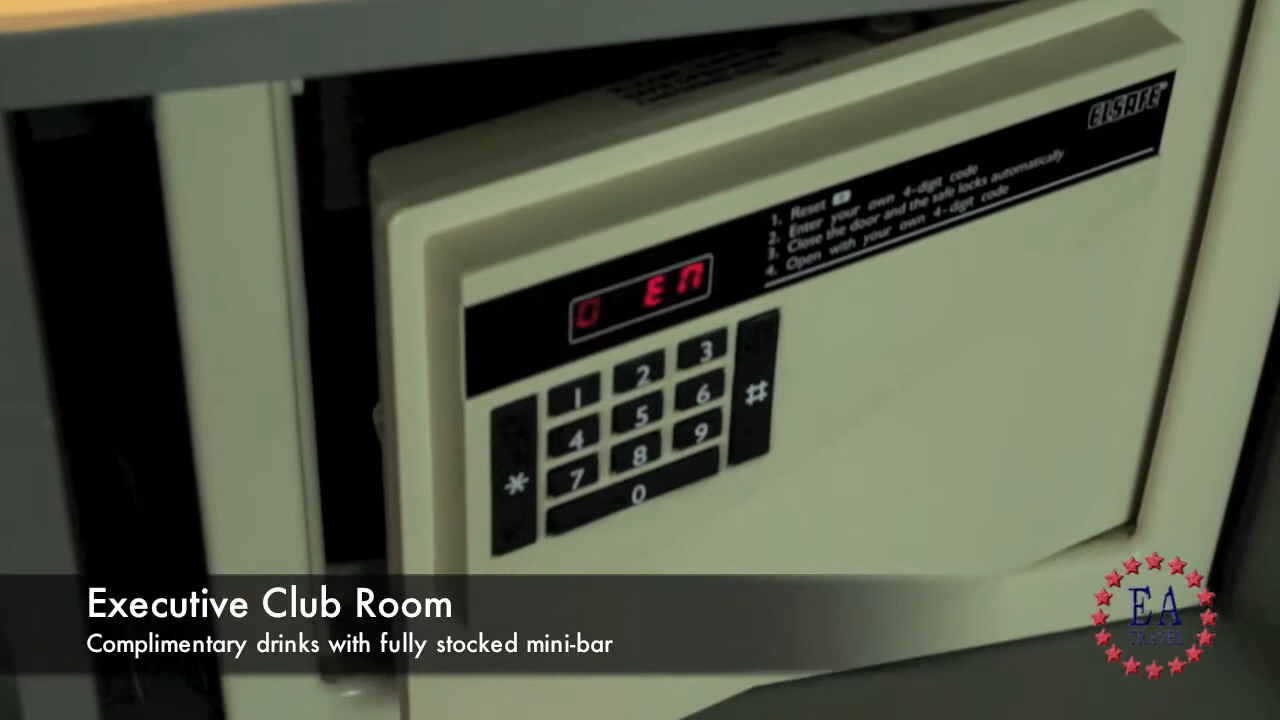 ELSAFE
1. Reset
2. Enter your own 4-digit code
3. Close the door and the safe locks automatically
4. Open with your own 4-digit code
O EN
1 2 3
4 5 6
7 8 9
* 0 #
Executive Club Room
Complimentary drinks with fully stocked mini-bar
EA
TRAVEL